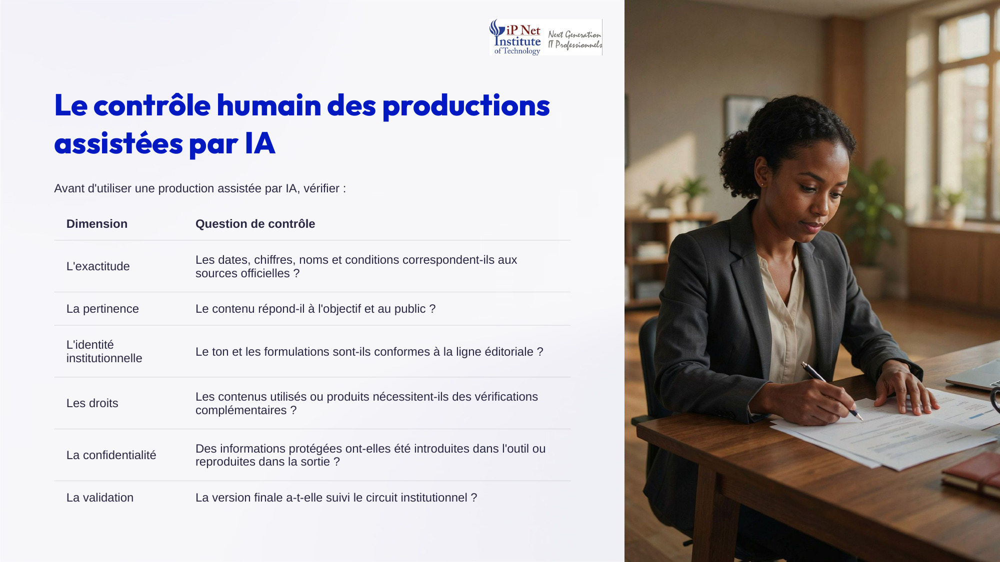 iP Net
Institute
of Technology
Next Generation
IT Professionnels
Le contrôle humain des productions
assistées par IA
Avant d'utiliser une production assistée par IA, vérifier :
Dimension Question de contrôle
L'exactitude Les dates, chiffres, noms et conditions correspondent-ils aux
sources officielles ?
La pertinence Le contenu répond-il à l'objectif et au public ?
L'identité
institutionnelle Le ton et les formulations sont-ils conformes à la ligne éditoriale ?
Les droits Les contenus utilisés ou produits nécessitent-ils des vérifications
complémentaires ?
La confidentialité Des informations protégées ont-elles été introduites dans l'outil ou
reproduites dans la sortie ?
La validation La version finale a-t-elle suivi le circuit institutionnel ?